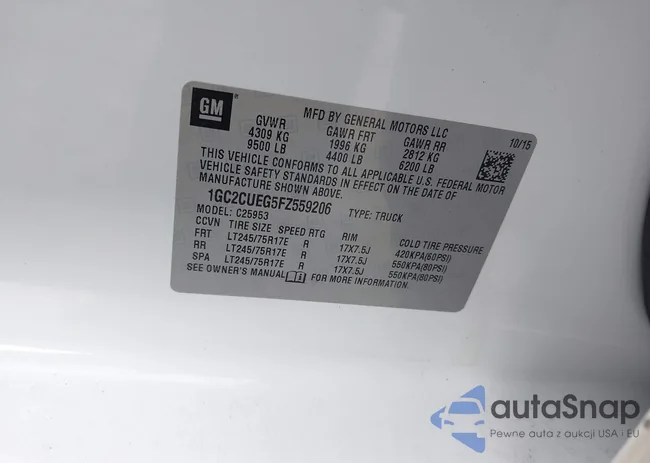 GM
MFD BY GENERAL MOTORS LLC 10/15
GVWR GAWR FRT GAWR RR
4309 KG 1996 KG 2812 KG
9500 LB 4400 LB 6200 LB
THIS VEHICLE CONFORMS TO ALL APPLICABLE U.S. FEDERAL MOTOR
VEHICLE SAFETY STANDARDS IN EFFECT ON THE DATE OF
MANUFACTURE SHOWN ABOVE.
1GC2CUEG5FZ559206 TYPE: TRUCK
MODEL: C25953
CCVN TIRE SIZE SPEED RTG RIM COLD TIRE PRESSURE
FRT LT245/75R17E R 17X7.5J 420KPA(60PSI)
RR LT245/75R17E R 17X7.5J 550KPA(80PSI)
SPA LT245/75R17E R 17X7.5J 550KPA(80PSI)
SEE OWNER'S MANUAL FOR MORE INFORMATION.
autoSnap
Pewne auta z aukcji USA i EU